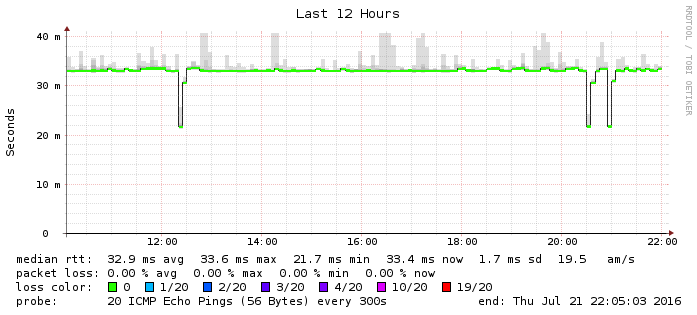 Last 12 Hours
RRDTOOL / TOBI OETIKER
Seconds
40 m
30 m
20 m
10 m
0
12:00 14:00 16:00 18:00 20:00 22:00
median rtt: 32.9 ms avg 33.6 ms max 21.7 ms min 33.4 ms now 1.7 ms sd 19.5 am/s
packet loss: 0.00 % avg 0.00 % max 0.00 % min 0.00 % now
loss color: 0 1/20 2/20 3/20 4/20 10/20 19/20
probe: 20 ICMP Echo Pings (56 Bytes) every 300s end: Thu Jul 21 22:05:03 2016